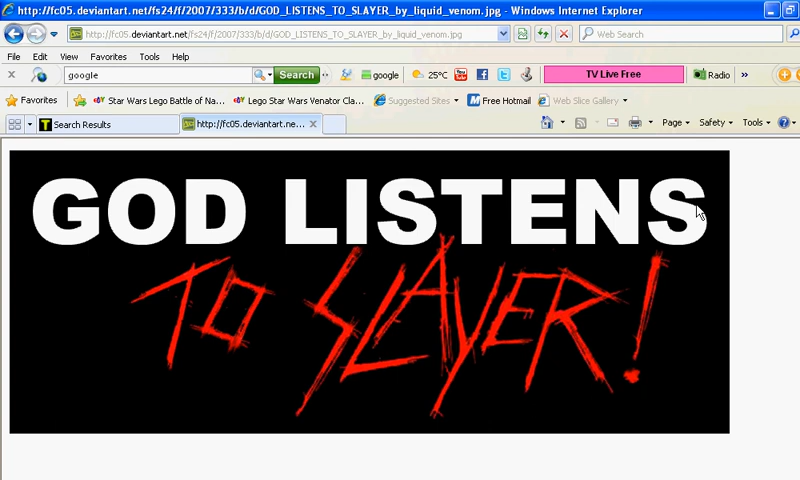 http://fc05.deviantart.net/fs24/f/2007/333/b/d/GOD_LISTENS_TO_SLAYER_by_liquid_venom.jpg - Windows Internet Explorer
http://fc05.deviantart.net/fs24/f/2007/333/b/d/GOD_LISTENS_TO_SLAYER_by_liquid_venom.jpg Web Search
File Edit View Favorites Tools Help
google Search google 25°C TV Live Free Radio
Favorites Star Wars Lego Battle of Na... Lego Star Wars Venator Cla... Suggested Sites Free Hotmail Web Slice Gallery
Search Results http://fc05.deviantart.ne... Page Safety Tools
GOD LISTENS
TO SLAYER!